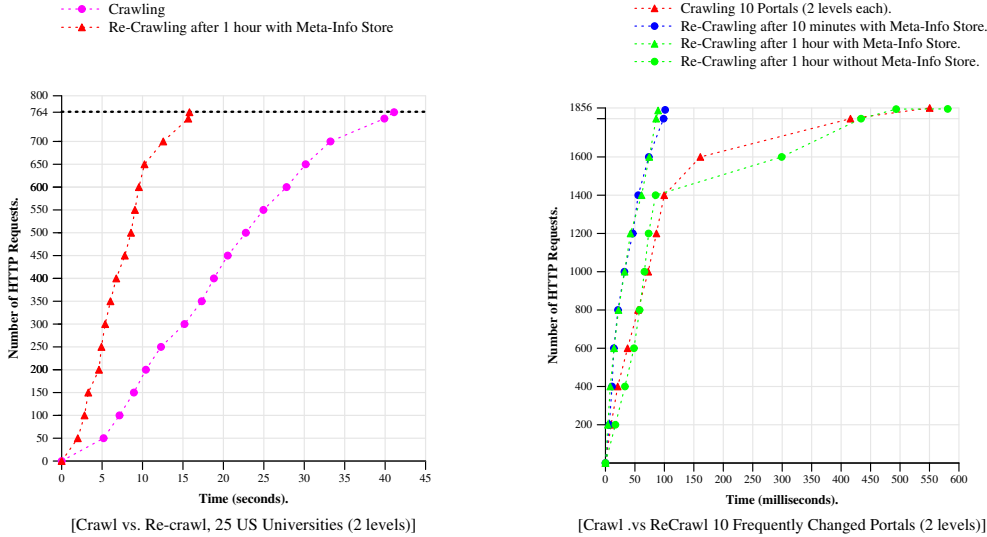 Crawling
Re-Crawling after 1 hour with Meta-Info Store
800
764
700
650
600
550
500
450
400
350
300
250
200
150
100
50
0
0 5 10 15 20 25 30 35 40 45
Number of HTTP Requests.
Time (seconds).
[Crawl vs. Re-crawl, 25 US Universities (2 levels)]
Crawling 10 Portals (2 levels each).
Re-Crawling after 10 minutes with Meta-Info Store.
Re-Crawling after 1 hour with Meta-Info Store.
Re-Crawling after 1 hour without Meta-Info Store.
1856
1600
1400
1200
1000
800
600
400
200
0 50 100 150 200 250 300 350 400 450 500 550 600
Number of HTTP Requests.
Time (milliseconds).
[Crawl .vs ReCrawl 10 Frequently Changed Portals (2 levels)]